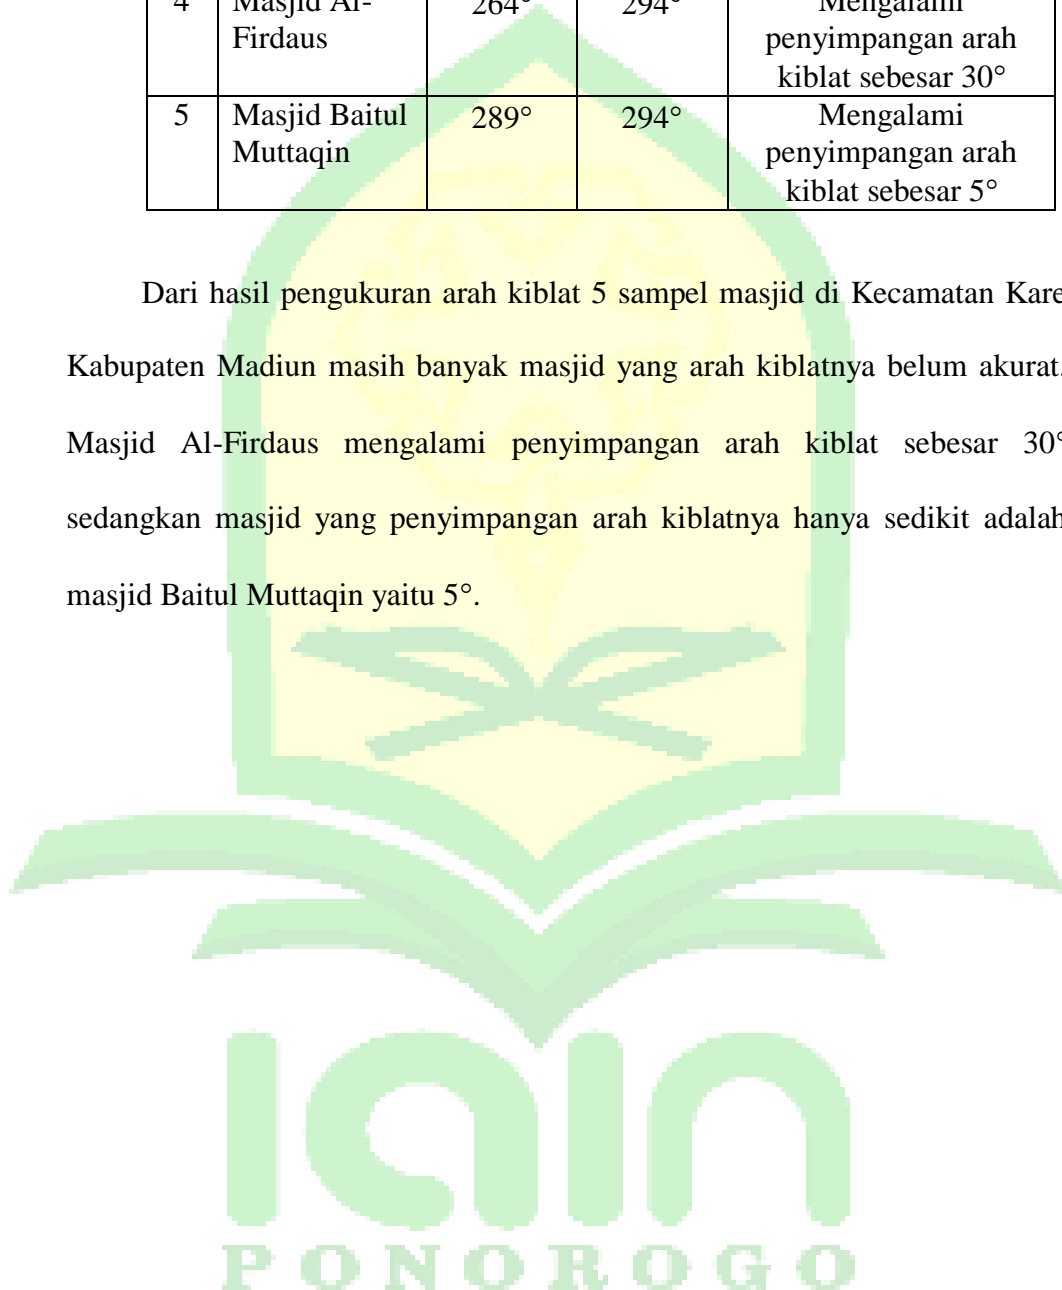 4 Masjid Al- 264° 294° Mengalami
Firdaus penyimpangan arah
kiblat sebesar 30°
5 Masjid Baitul 289° 294° Mengalami
Muttaqin penyimpangan arah
kiblat sebesar 5°
Dari hasil pengukuran arah kiblat 5 sampel masjid di Kecamatan Kare
Kabupaten Madiun masih banyak masjid yang arah kiblatnya belum akurat.
Masjid Al-Firdaus mengalami penyimpangan arah kiblat sebesar 30°
sedangkan masjid yang penyimpangan arah kiblatnya hanya sedikit adalah
masjid Baitul Muttaqin yaitu 5°.
iain
PONOROGO